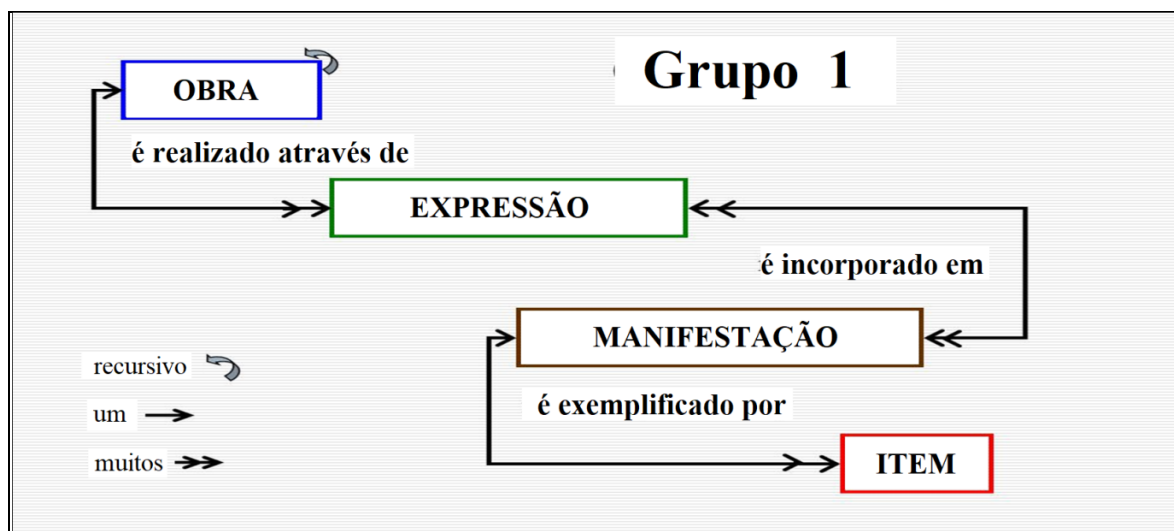 Grupo 1
OBRA
é realizado através de
EXPRESSÃO
é incorporado em
MANIFESTAÇÃO
é exemplificado por
ITEM
recursivo
um
muitos